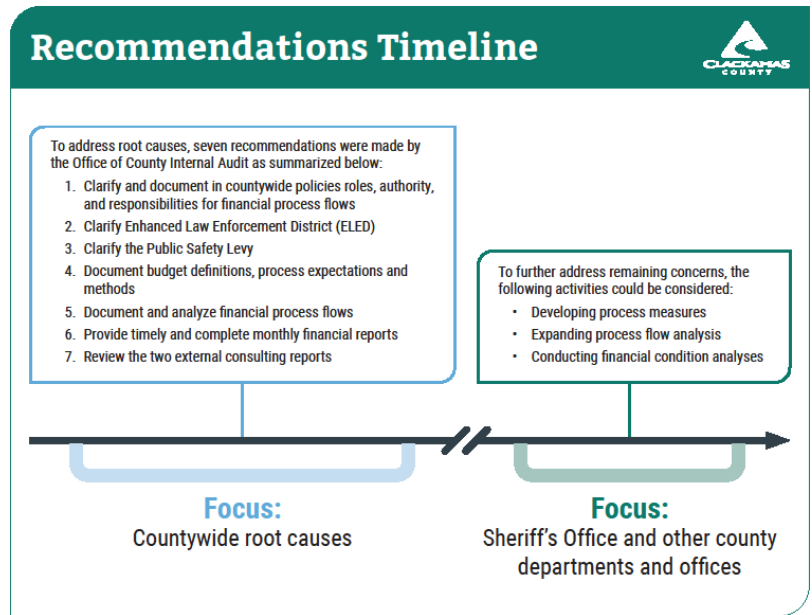 Recommendations Timeline
CLACKAMAS
COUNTY
To address root causes, seven recommendations were made by
the Office of County Internal Audit as summarized below:
1. Clarify and document in countywide policies roles, authority,
and responsibilities for financial process flows
2. Clarify Enhanced Law Enforcement District (ELED)
3. Clarify the Public Safety Levy
4. Document budget definitions, process expectations and
methods
5. Document and analyze financial process flows
6. Provide timely and complete monthly financial reports
7. Review the two external consulting reports
To further address remaining concerns, the
following activities could be considered:
• Developing process measures
• Expanding process flow analysis
• Conducting financial condition analyses
Focus:
Countywide root causes
Focus:
Sheriff's Office and other county
departments and offices